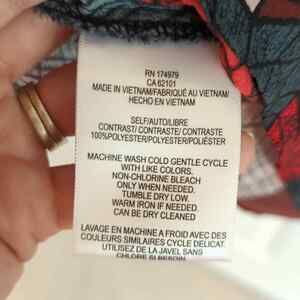 RN 174979
CA 62101
MADE IN VIETNAM/FABRIQUÉ AU VIETNAM/
HECHO EN VIETNAM
SELF/AUTO/LIBRE
CONTRAST/ CONTRASTE/ CONTRASTE
100%POLYESTER/POLYESTER/POLIÉSTER
MACHINE WASH COLD GENTLE CYCLE
WITH LIKE COLORS.
NON-CHLORINE BLEACH
ONLY WHEN NEEDED.
TUMBLE DRY LOW.
WARM IRON IF NEEDED.
CAN BE DRY CLEANED
LAVAGE EN MACHINE A FROID AVEC DES
COULEURS SIMILAIRES CYCLE DELICAT.
UTILISEZ DE LA JAVEL SANS
CHLORE SI BESOIN